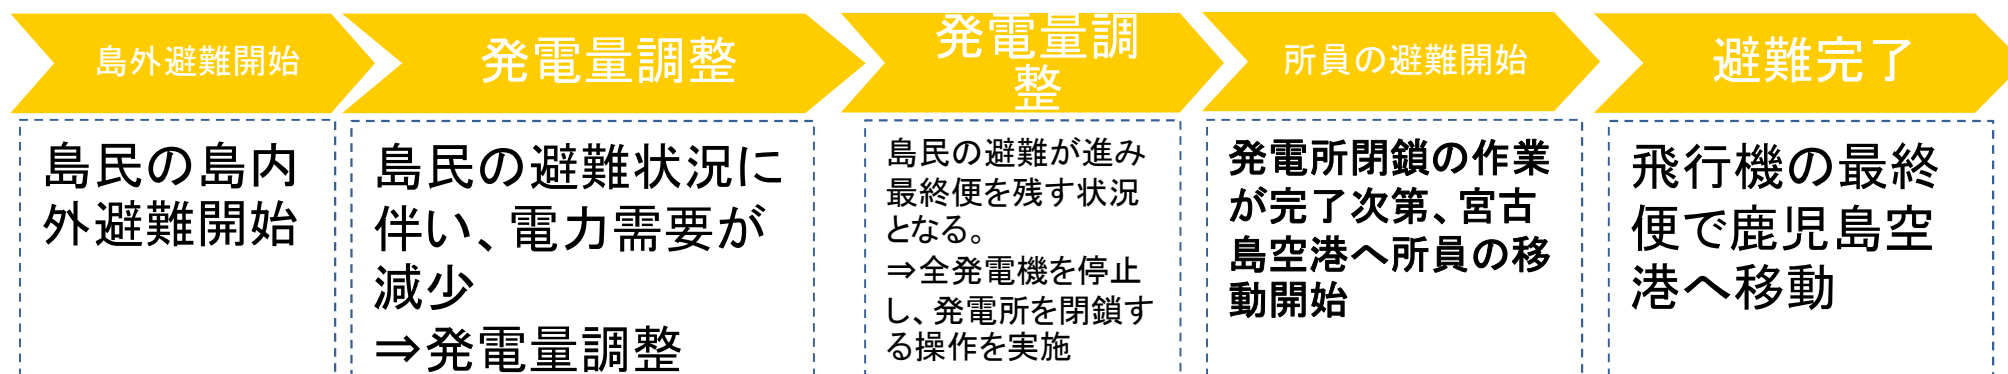 島外避難開始
発電量調整
発電量調
整
所員の避難開始
避難完了
島民の島内
外避難開始
島民の避難状況に
伴い、電力需要が
減少
⇒発電量調整
島民の避難が進み
最終便を残す状況
となる。
⇒全発電機を停止
し、発電所を閉鎖す
る操作を実施
発電所閉鎖の作業
が完了次第、宮古
島空港へ所員の移
動開始
飛行機の最終
便で鹿児島空
港へ移動